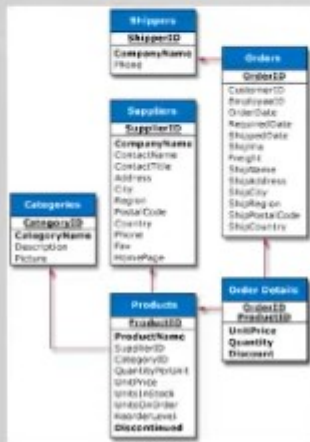 Shippers
ShipperID
CompanyName
Phone
Orders
OrderID
CustomerID
EmployeeID
OrderDate
RequiredDate
ShippedDate
ShipVia
Freight
ShipName
ShipAddress
ShipCity
ShipRegion
ShipPostalCode
ShipCountry
Suppliers
SupplierID
CompanyName
ContactName
ContactTitle
Address
City
Region
PostalCode
Country
Phone
Fax
HomePage
Categories
CategoryID
CategoryName
Description
Picture
Products
ProductID
ProductName
SupplierID
CategoryID
QuantityPerUnit
UnitPrice
UnitsInStock
UnitsOnOrder
ReorderLevel
Discontinued
Order Details
OrderID
ProductID
UnitPrice
Quantity
Discount